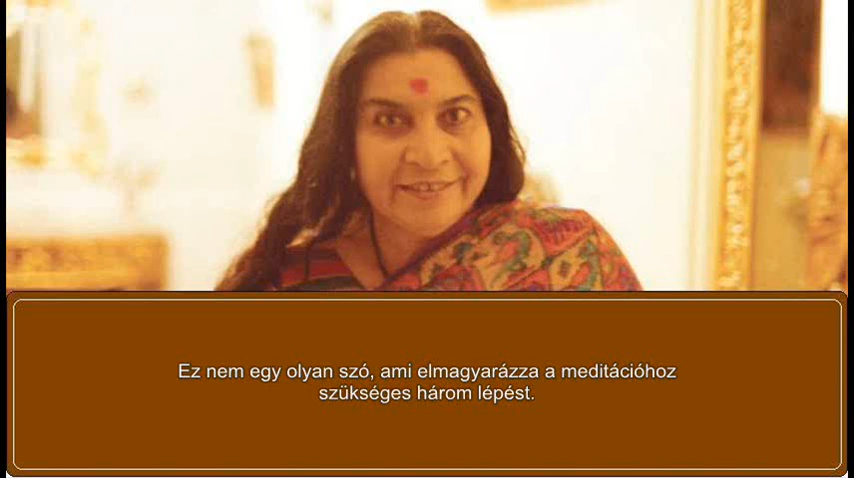 Ez nem egy olyan szó, ami elmagyarázza a meditációhoz
szükséges három lépést.